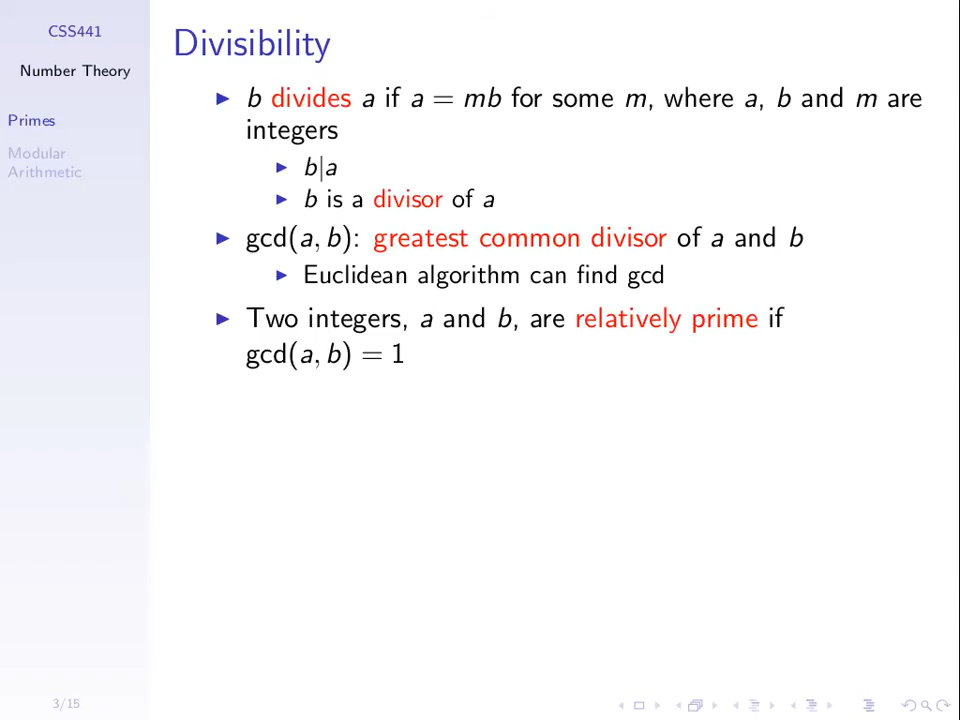 CSS441
Number Theory
Primes
Modular
Arithmetic
Divisibility
b divides a if a = mb for some m, where a, b and m are
integers
b|a
b is a divisor of a
gcd(a, b): greatest common divisor of a and b
Euclidean algorithm can find gcd
Two integers, a and b, are relatively prime if
gcd(a, b) = 1
3/15